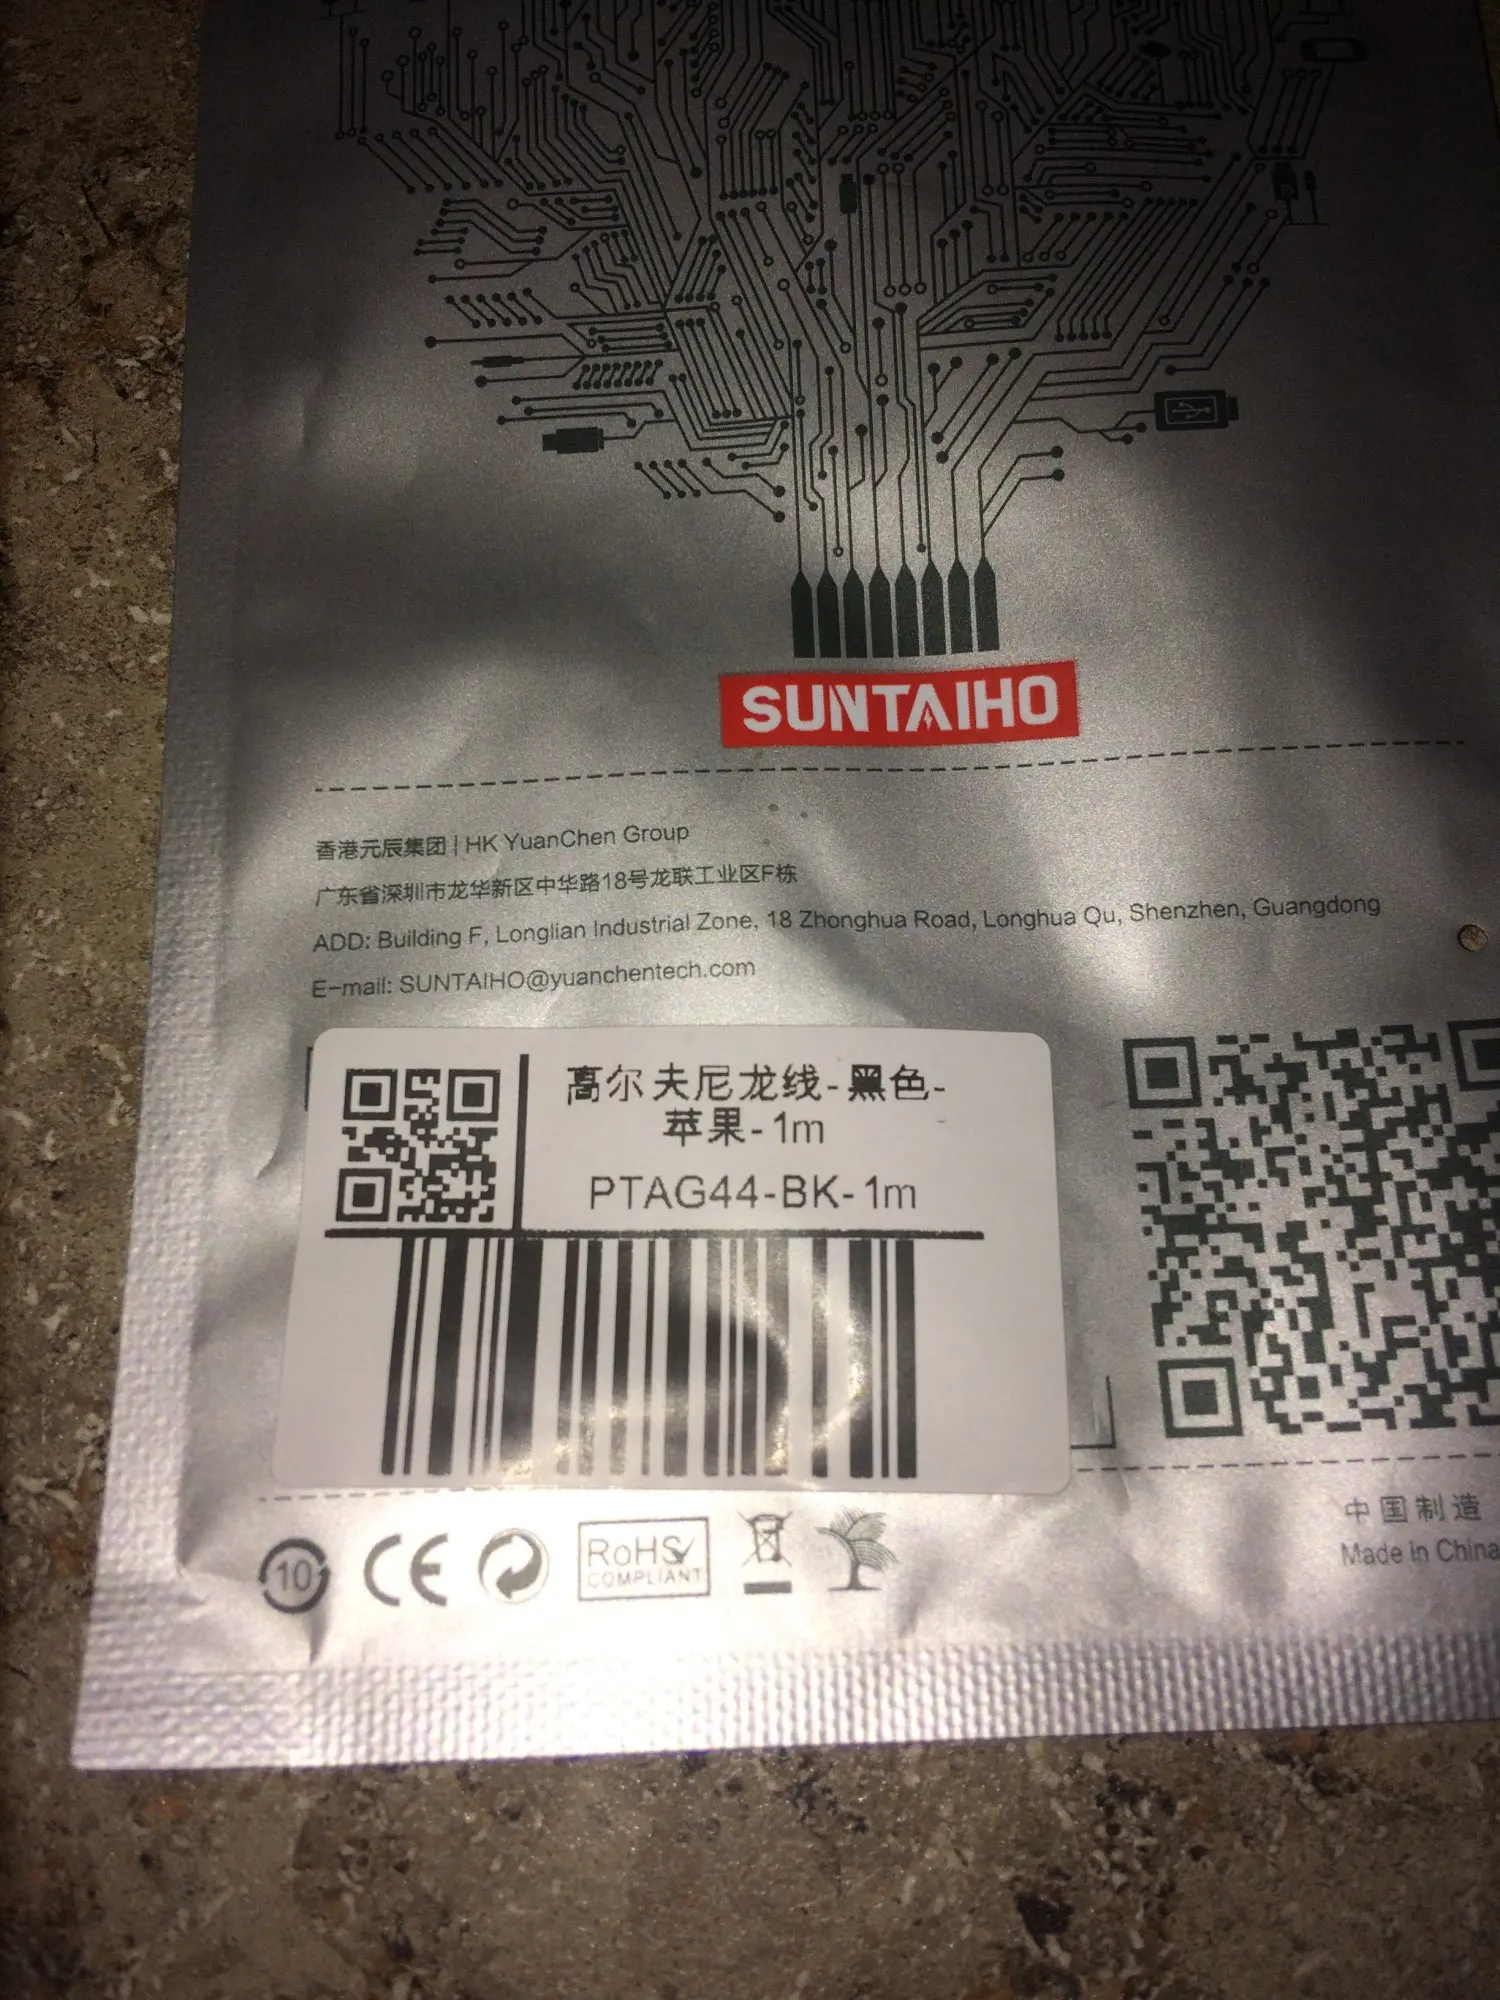 SUNTAIHO
香港元辰集团 | HK YuanChen Group
广东省深圳市龙华新区中华路18号龙联工业区F栋
ADD: Building F, Longlian Industrial Zone, 18 Zhonghua Road, Longhua Qu, Shenzhen, Guangdong
E-mail: SUNTAIHO@yuanchentech.com
高尔夫尼龙线-黑色-
苹果-1m
PTAG44-BK-1m
10
CE
RoHS
COMPLIANT
中国制造
Made in China